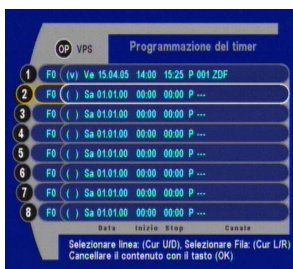 OP VPS Programmazione del timer
1 F0 (v) Ve 15.04.05 14:00 15:25 P 001 ZDF
2 F0 ( ) Sa 01.01.00 00:00 00:00 P ---
3 F0 ( ) Sa 01.01.00 00:00 00:00 P ---
4 F0 ( ) Sa 01.01.00 00:00 00:00 P ---
5 F0 ( ) Sa 01.01.00 00:00 00:00 P ---
6 F0 ( ) Sa 01.01.00 00:00 00:00 P ---
7 F0 ( ) Sa 01.01.00 00:00 00:00 P ---
8 F0 ( ) Sa 01.01.00 00:00 00:00 P ---
Data Inizio Stop Canale
Selezionare linea: (Cur U/D), Selezionare Fila: (Cur L/R)
Cancellare il contenuto con il tasto (OK)